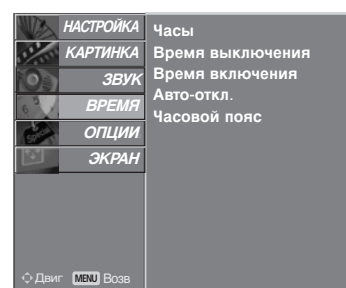 НАСТРОЙКА
КАРТИНКА
ЗВУК
ВРЕМЯ
ОПЦИИ
ЭКРАН
Часы
Время выключения
Время включения
Авто-откл.
Часовой пояс
Двиг MENU Возв